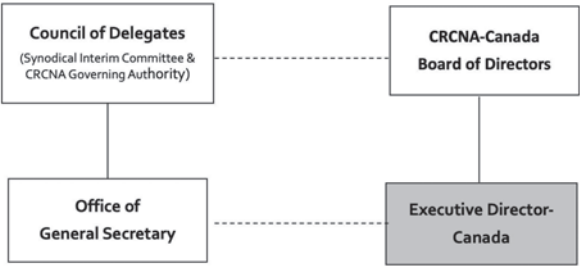 Council of Delegates
(Synodical Interim Committee &
CRCNA Governing Authority)
CRCNA-Canada
Board of Directors
Office of
General Secretary
Executive Director-
Canada